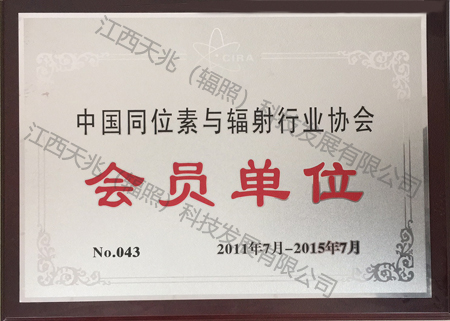 CIRA
中国同位素与辐射行业协会
会员单位
No.043
2011年7月-2015年7月
江西天兆（辐照）科技发展有限公司
江西天兆（辐照）科技发展有限公司